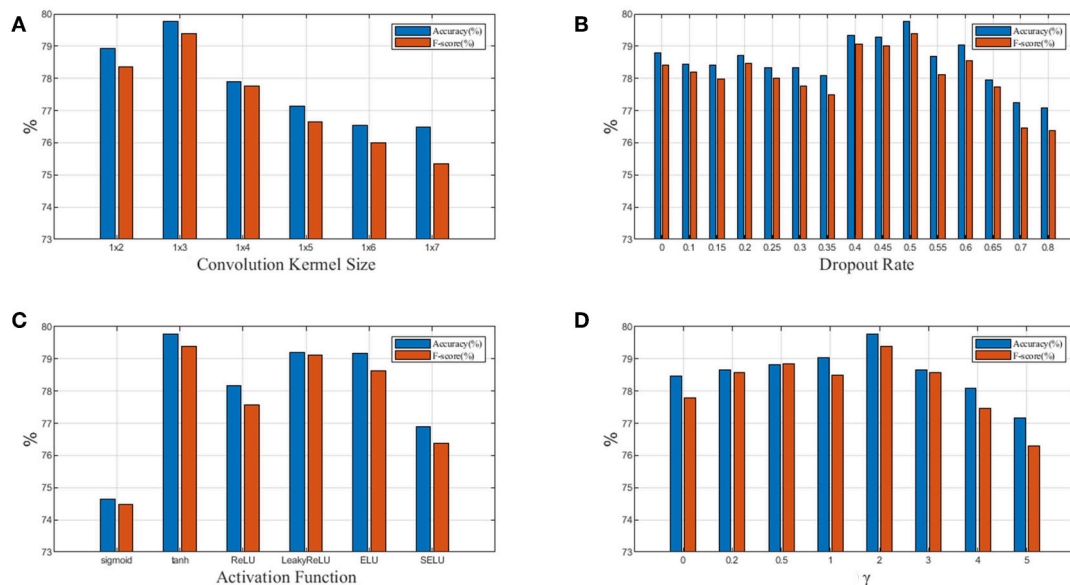 A
80
79
78
77
76
75
74
73
%
Accuracy(%)
F-score(%)
1x2 1x3 1x4 1x5 1x6 1x7
Convolution Kernel Size
B
80
79
78
77
76
75
74
73
%
Accuracy(%)
F-score(%)
0 0.1 0.15 0.2 0.25 0.3 0.35 0.4 0.45 0.5 0.55 0.6 0.65 0.7 0.8
Dropout Rate
C
80
79
78
77
76
75
74
73
%
Accuracy(%)
F-score(%)
sigmoid tanh ReLU LeakyReLU ELU SELU
Activation Function
D
80
79
78
77
76
75
74
73
%
Accuracy(%)
F-score(%)
0 0.2 0.5 1 2 3 4 5
γ